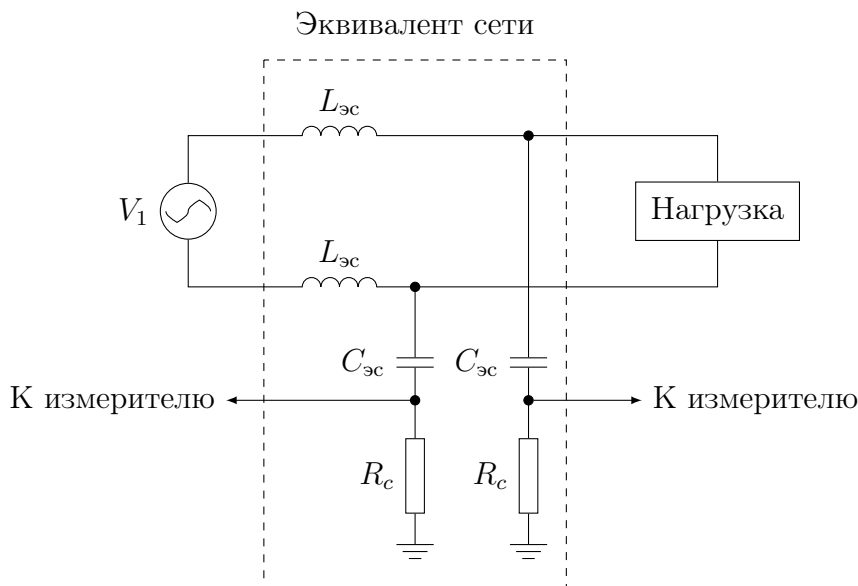 Эквивалент сети
L_эс
V_1
Нагрузка
L_эс
C_эс
C_эс
К измерителю
К измерителю
R_c
R_c